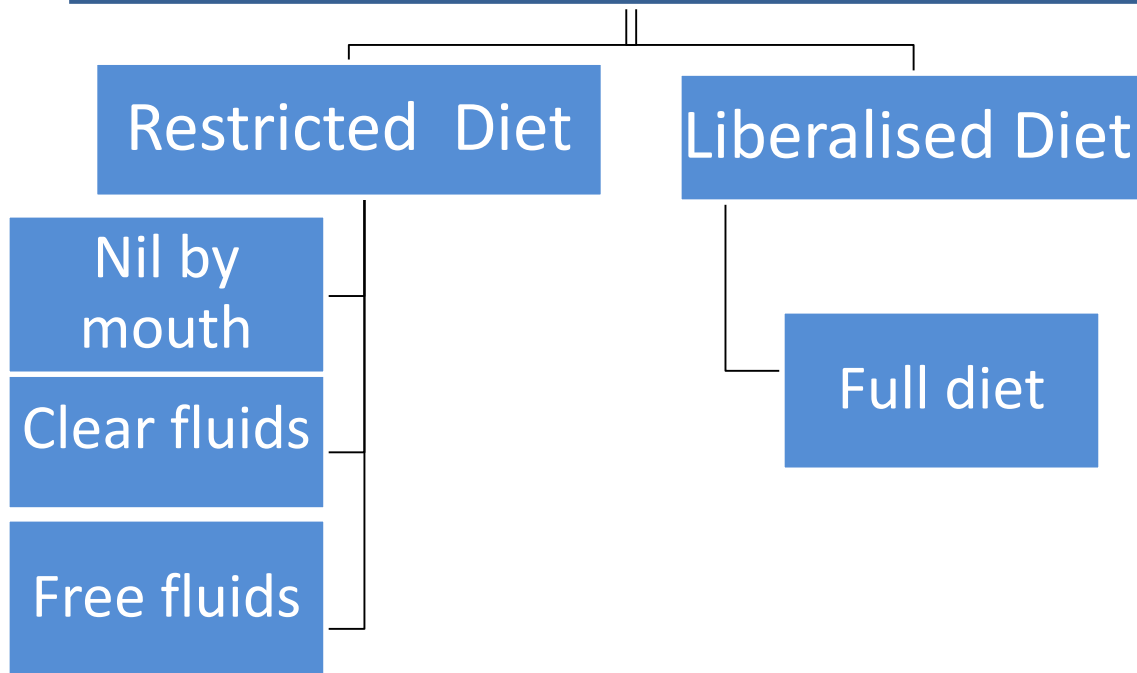 Restricted  Diet
Liberalised Diet
Nil by
mouth
Clear fluids
Free fluids
Full diet